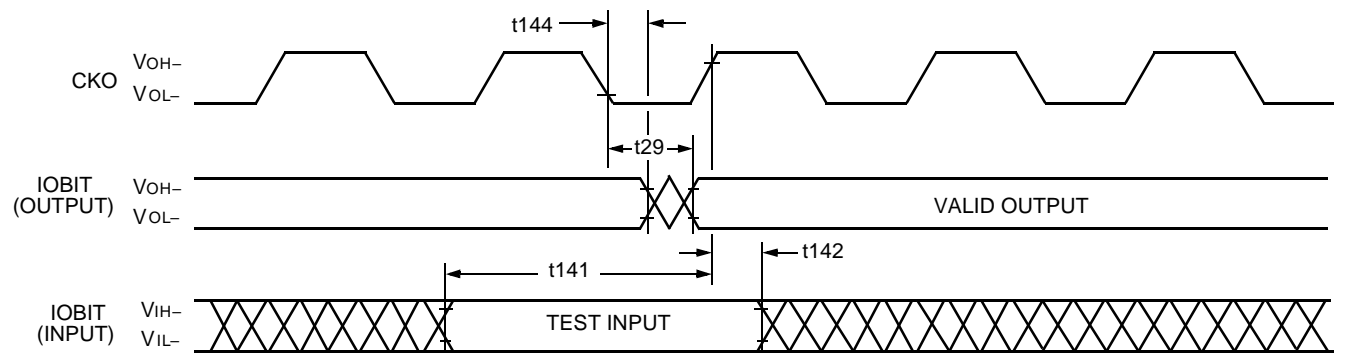 t144
CKO
VOH–
VOL–
t29
IOBIT
(OUTPUT)
VOH–
VOL–
VALID OUTPUT
t142
t141
IOBIT
(INPUT)
VIH–
VIL–
TEST INPUT